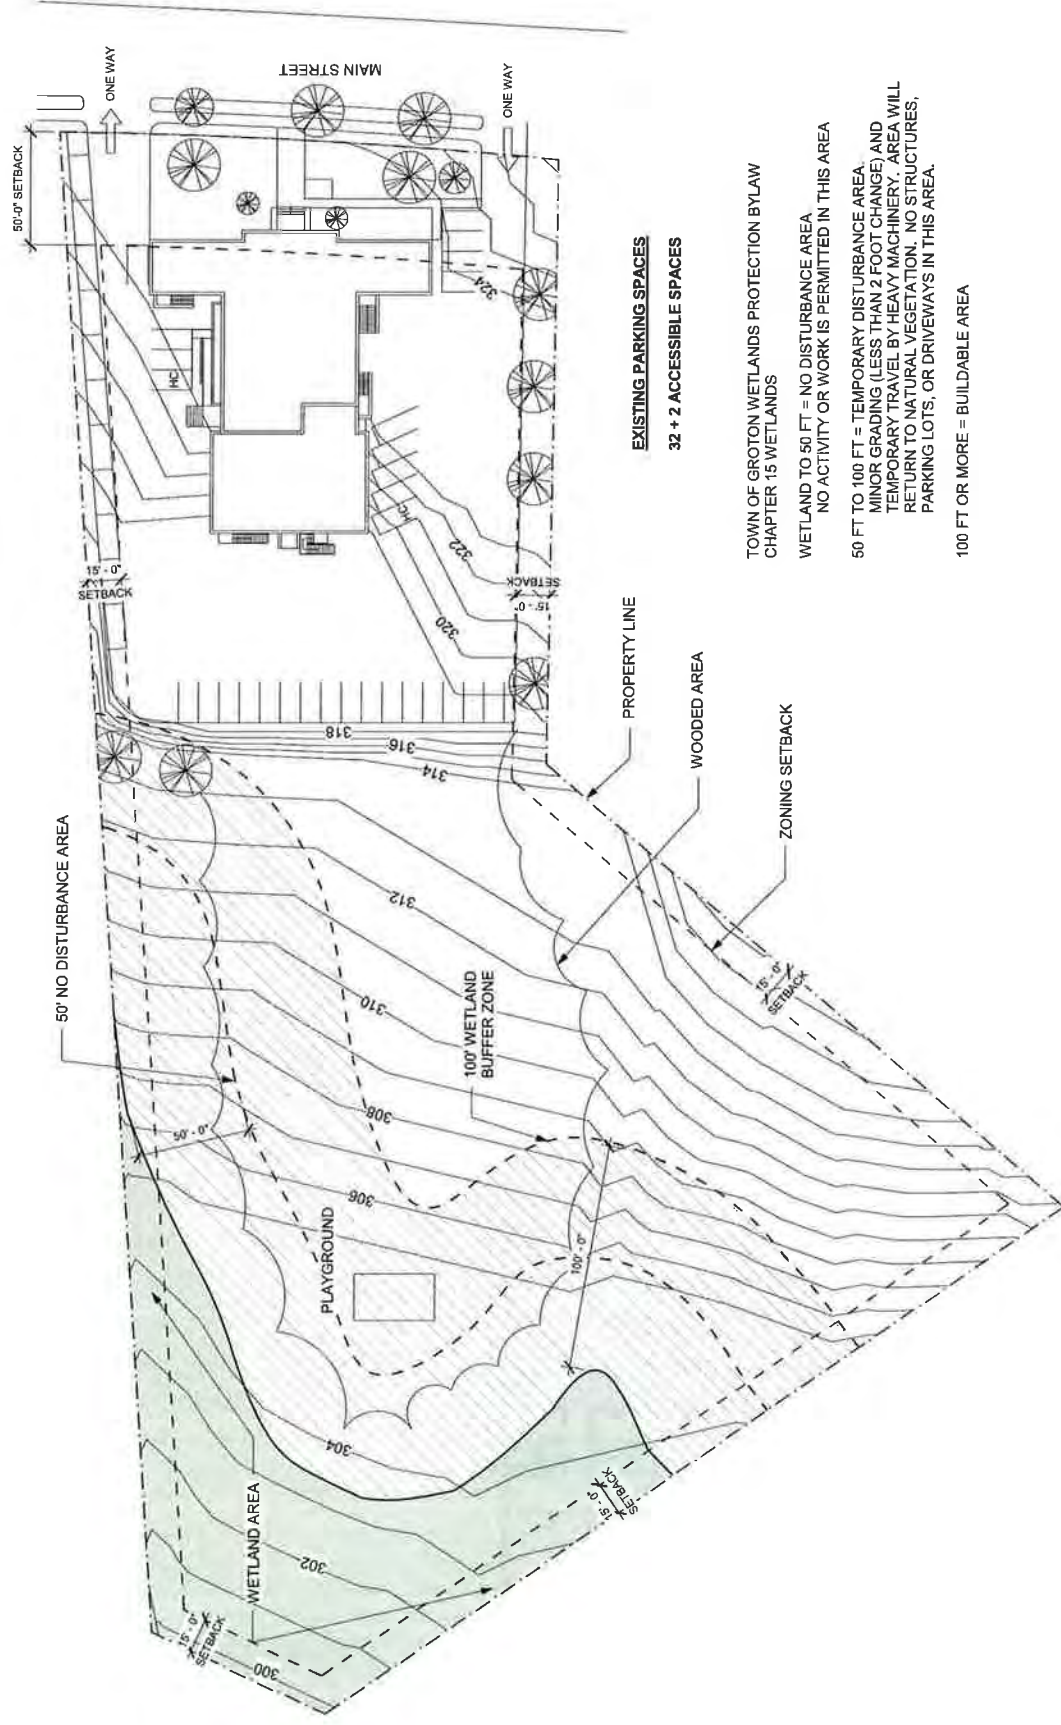 50'-0" SETBACK
ONE WAY
MAIN STREET
ONE WAY
HC
324
15' - 0"
SETBACK
HC
322
320
15' - 0"
SETBACK
318
316
314
312
310
308
306
304
302
300
EXISTING PARKING SPACES
32 + 2 ACCESSIBLE SPACES
TOWN OF GROTON WETLANDS PROTECTION BYLAW
CHAPTER 15 WETLANDS
WETLAND TO 50 FT = NO DISTURBANCE AREA
NO ACTIVITY OR WORK IS PERMITTED IN THIS AREA
50 FT TO 100 FT = TEMPORARY DISTURBANCE AREA.
MINOR GRADING (LESS THAN 2 FOOT CHANGE) AND
TEMPORARY TRAVEL BY HEAVY MACHINERY. AREA WILL
RETURN TO NATURAL VEGETATION. NO STRUCTURES,
PARKING LOTS, OR DRIVEWAYS IN THIS AREA.
100 FT OR MORE = BUILDABLE AREA
PROPERTY LINE
WOODED AREA
ZONING SETBACK
15' - 0"
SETBACK
50' NO DISTURBANCE AREA
100' WETLAND
BUFFER ZONE
50' - 0"
PLAYGROUND
100' - 0"
WETLAND AREA
15' - 0"
SETBACK
15' - 0"
SETBACK